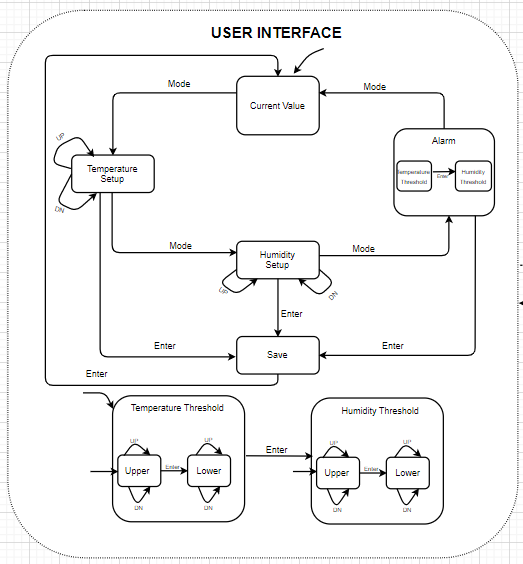 USER INTERFACE
Mode
Mode
Current Value
Alarm
UP
Temperature
Setup
DN
Temperature
Threshold
Enter
Humidity
Threshold
Mode
Humidity
Setup
Mode
UP
DN
Enter
Enter
Save
Enter
Enter
Temperature Threshold
Humidity Threshold
UP
UP
Upper
Enter
Lower
DN
DN
Enter
UP
UP
Upper
Enter
Lower
DN
DN